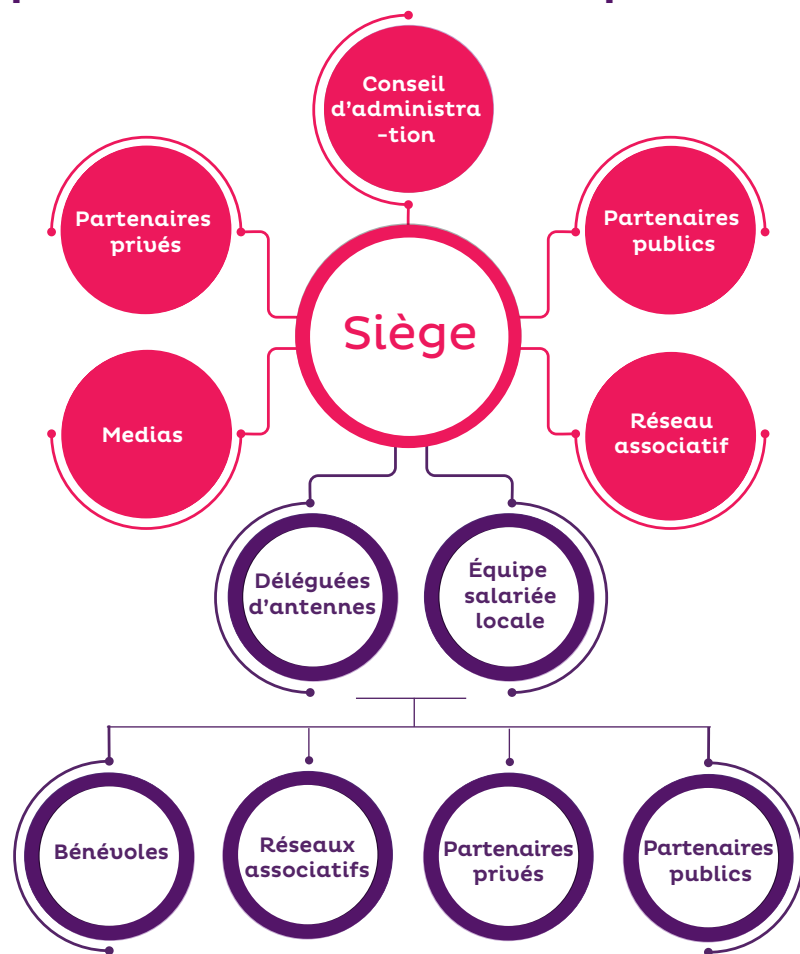 Conseil
d'administra
-tion
Partenaires
privés
Partenaires
publics
Siège
Medias
Réseau
associatif
Déléguées
d'antennes
Équipe
salariée
locale
Bénévoles
Réseaux
associatifs
Partenaires
privés
Partenaires
publics